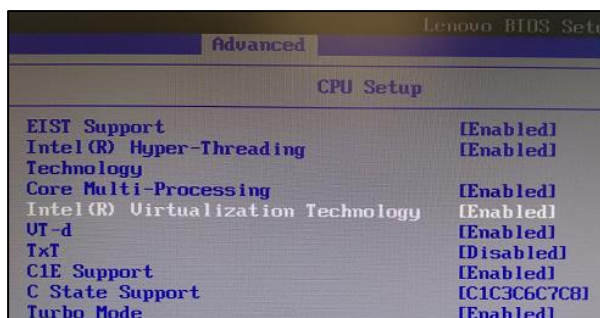 Lenovo BIOS Setu
Advanced
CPU Setup
EIST Support [Enabled]
Intel(R) Hyper-Threading [Enabled]
Technology
Core Multi-Processing [Enabled]
Intel(R) Virtualization Technology [Enabled]
VT-d [Enabled]
TxT [Disabled]
C1E Support [Enabled]
C State Support [C1C3C6C7C8]
Turbo Mode [Enabled]